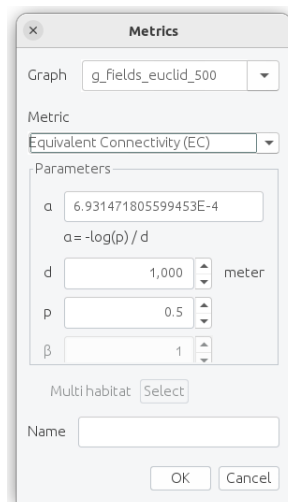 Metrics
Graph g_fields_euclid_500
Metric
Equivalent Connectivity (EC)
Parameters
α 6.931471805599453E-4
α = -log(p) / d
d 1,000 meter
p 0.5
β 1
Multi habitat Select
Name
OK Cancel